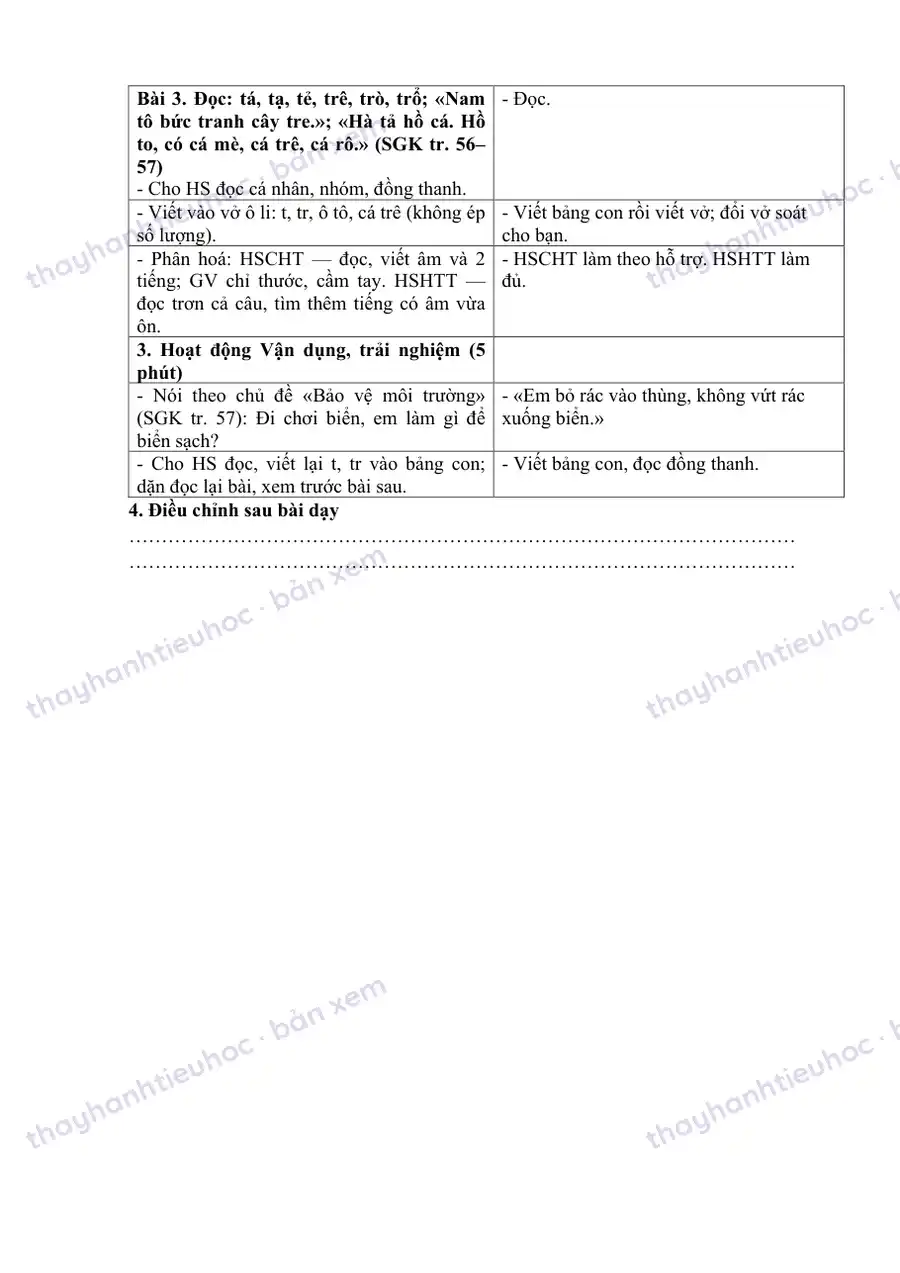 Bài 3. Đọc: tá, tạ, tẻ, trê, trò, trổ; «Nam
tô bức tranh cây tre.»; «Hà tả hồ cá. Hồ
to, có cá mè, cá trê, cá rô.» (SGK tr. 56–
57)
- Cho HS đọc cá nhân, nhóm, đồng thanh.
- Đọc.
- Viết vào vở ô li: t, tr, ô tô, cá trê (không ép
số lượng).
- Viết bảng con rồi viết vở; đổi vở soát
cho bạn.
- Phân hoá: HSCHT — đọc, viết âm và 2
tiếng; GV chỉ thước, cầm tay. HSHTT —
đọc trơn cả câu, tìm thêm tiếng có âm vừa
ôn.
- HSCHT làm theo hỗ trợ. HSHTT làm
đủ.
3. Hoạt động Vận dụng, trải nghiệm (5
phút)
- Nói theo chủ đề «Bảo vệ môi trường»
(SGK tr. 57): Đi chơi biển, em làm gì để
biển sạch?
- «Em bỏ rác vào thùng, không vứt rác
xuống biển.»
- Cho HS đọc, viết lại t, tr vào bảng con;
dặn đọc lại bài, xem trước bài sau.
- Viết bảng con, đọc đồng thanh.
4. Điều chỉnh sau bài dạy
thayhanhtieuhoc · bản xem
thayhanhtieuhoc · b
thayhanhtieuhoc · bản xem
thayhanhtieuhoc · b
thayhanhtieuhoc · bản xem
thayhanhtieuhoc · b